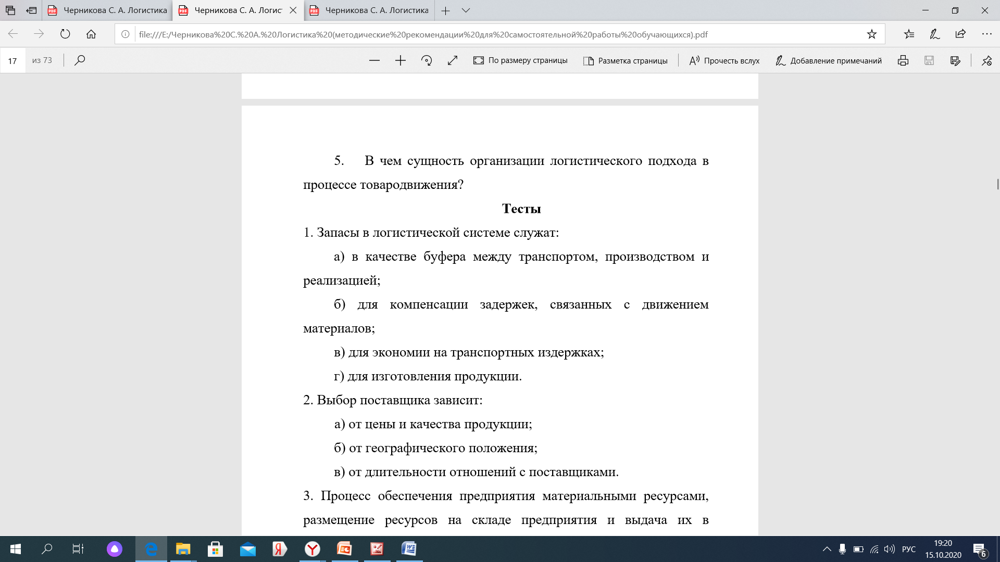 Черникова С. А. Логистика
Черникова С. А. Логист
Черникова С. А. Логистика
file:///E:/Черникова%20С.%20А.%20Логистика%20(методические%20рекомендации%20для%20самостоятельной%20работы%20обучающихся).pdf
17 из 73
По размеру страницы
Разметка страницы
Прочесть вслух
Добавление примечаний
5. В чем сущность организации логистического подхода в
процессе товародвижения?
Тесты
1. Запасы в логистической системе служат:
а) в качестве буфера между транспортом, производством и
реализацией;
б) для компенсации задержек, связанных с движением
материалов;
в) для экономии на транспортных издержках;
г) для изготовления продукции.
2. Выбор поставщика зависит:
а) от цены и качества продукции;
б) от географического положения;
в) от длительности отношений с поставщиками.
3. Процесс обеспечения предприятия материальными ресурсами,
размещение ресурсов на складе предприятия и выдача их в
РУС
19:20
15.10.2020
6